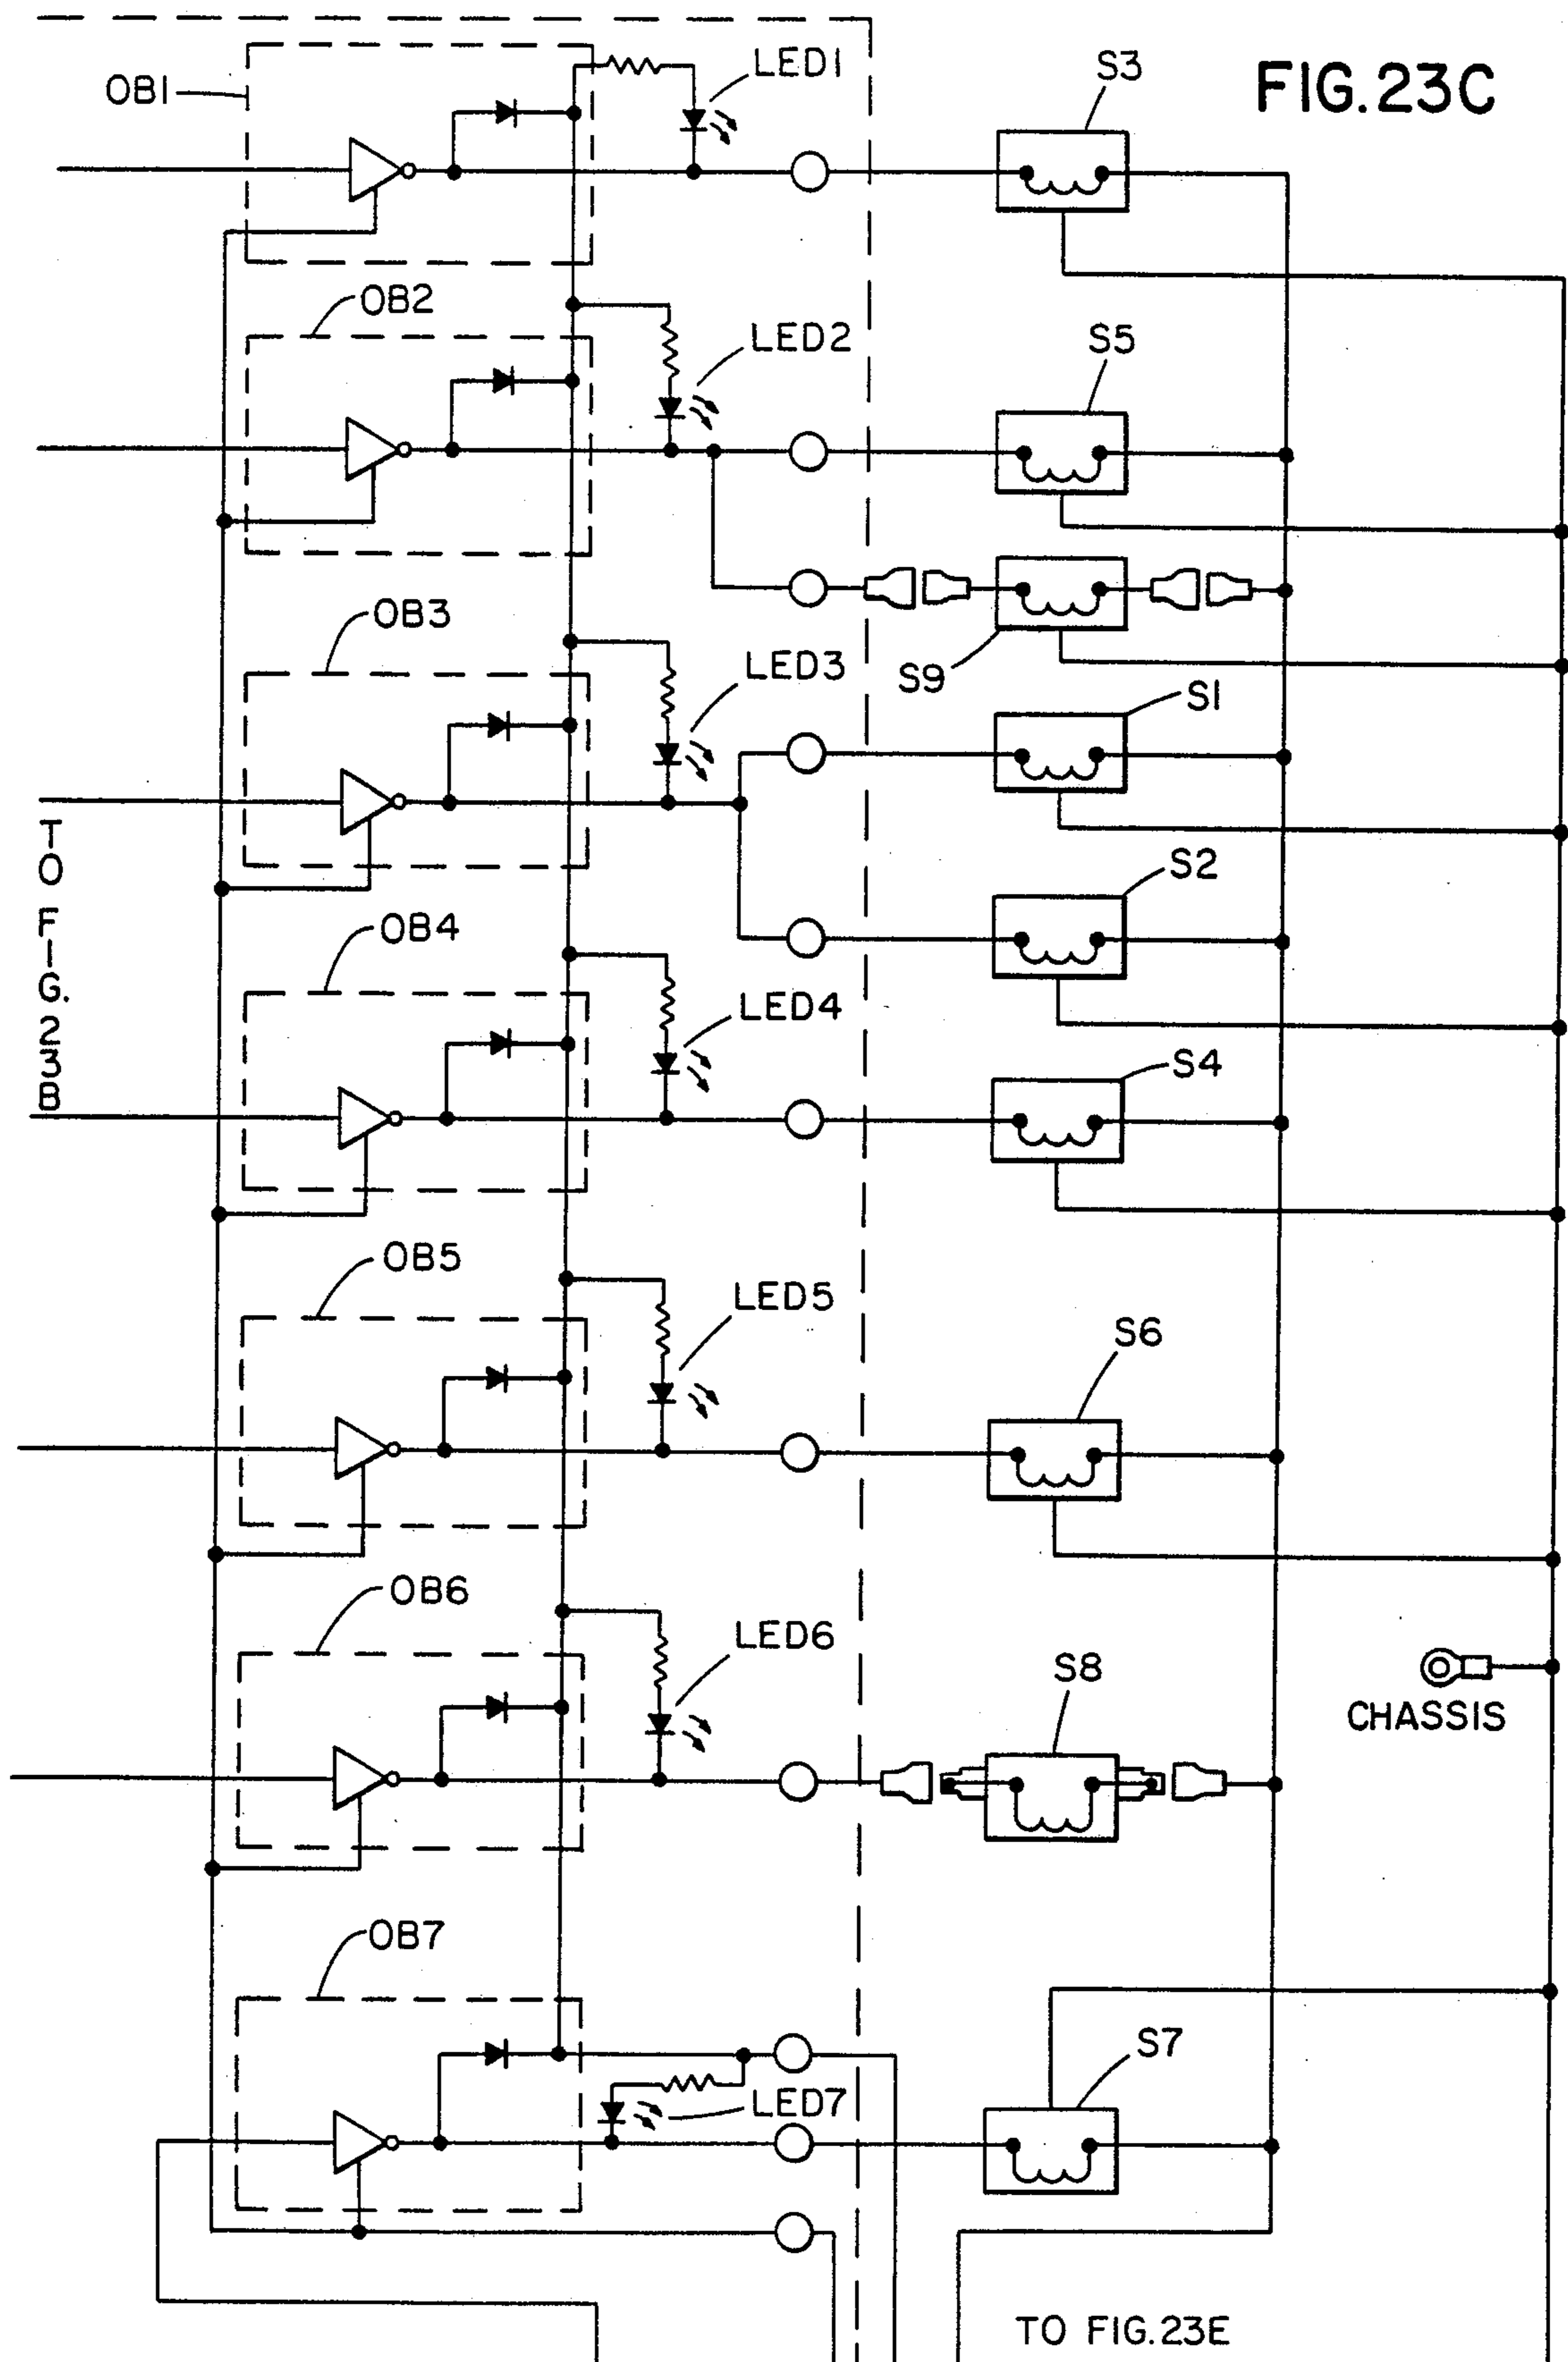 FIG.23C
OB1
LED1
S3
OB2
LED2
S5
OB3
LED3
S9
S1
TO FIG.23B
OB4
LED4
S2
S4
OB5
LED5
S6
OB6
LED6
S8
CHASSIS
OB7
LED7
S7
TO FIG.23E